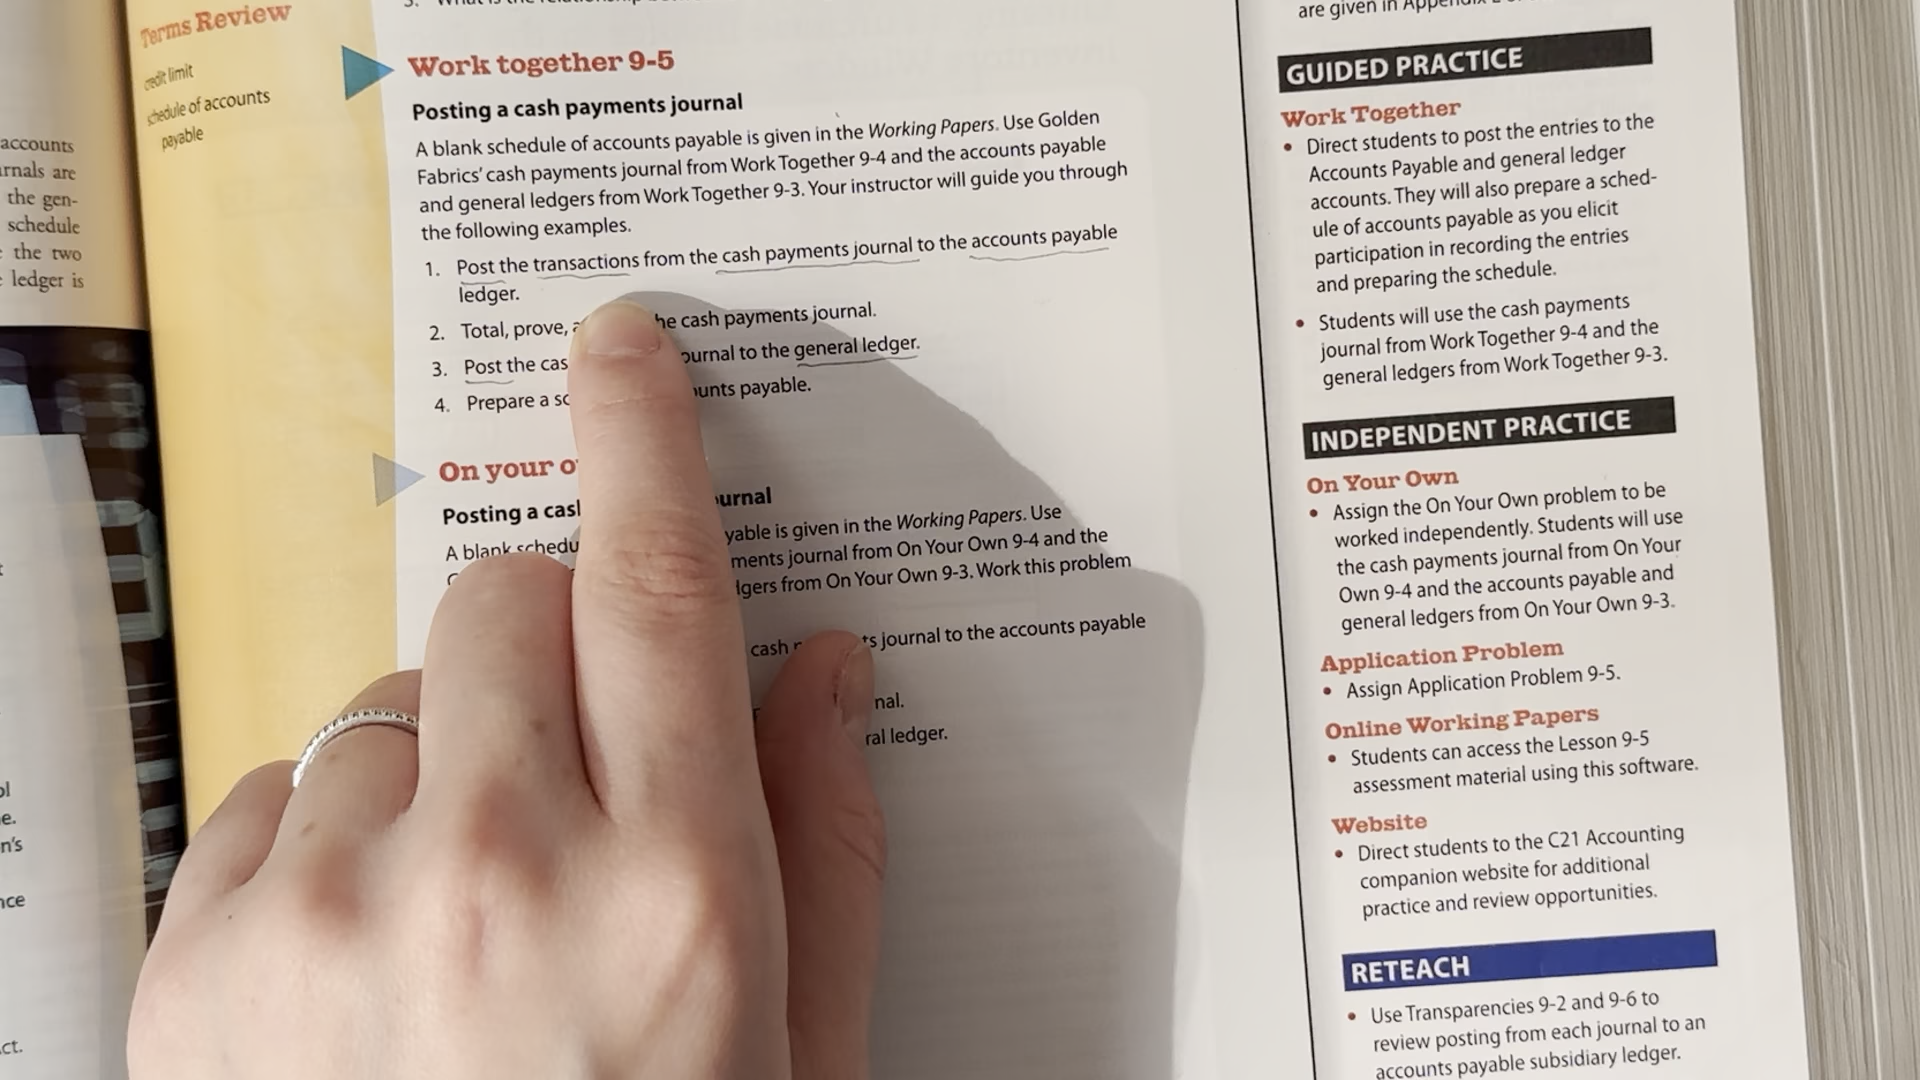 Terms Review
credit limit
schedule of accounts
payable
accounts
the gen-
schedule
the two
ledger is
n's
ct.
Work together 9-5
Posting a cash payments journal
A blank schedule of accounts payable is given in the Working Papers. Use Golden
Fabrics' cash payments journal from Work Together 9-4 and the accounts payable
and general ledgers from Work Together 9-3. Your instructor will guide you through
the following examples.
1. Post the transactions from the cash payments journal to the accounts payable
ledger.
2. Total, prove, he cash payments journal.
3. Post the cas ournal to the general ledger.
4. Prepare a sc unts payable.
On your o
Posting a cas urnal
A blank schedu yable is given in the Working Papers. Use
ments journal from On Your Own 9-4 and the
lgers from On Your Own 9-3. Work this problem
cash ts journal to the accounts payable
nal.
ral ledger.
are given in
GUIDED PRACTICE
Work Together
• Direct students to post the entries to the
Accounts Payable and general ledger
accounts. They will also prepare a sched-
ule of accounts payable as you elicit
participation in recording the entries
and preparing the schedule.
• Students will use the cash payments
journal from Work Together 9-4 and the
general ledgers from Work Together 9-3.
INDEPENDENT PRACTICE
On Your Own
• Assign the On Your Own problem to be
worked independently. Students will use
the cash payments journal from On Your
Own 9-4 and the accounts payable and
general ledgers from On Your Own 9-3.
Application Problem
• Assign Application Problem 9-5.
Online Working Papers
• Students can access the Lesson 9-5
assessment material using this software.
Website
• Direct students to the C21 Accounting
companion website for additional
practice and review opportunities.
RETEACH
• Use Transparencies 9-2 and 9-6 to
review posting from each journal to an
accounts payable subsidiary ledger.